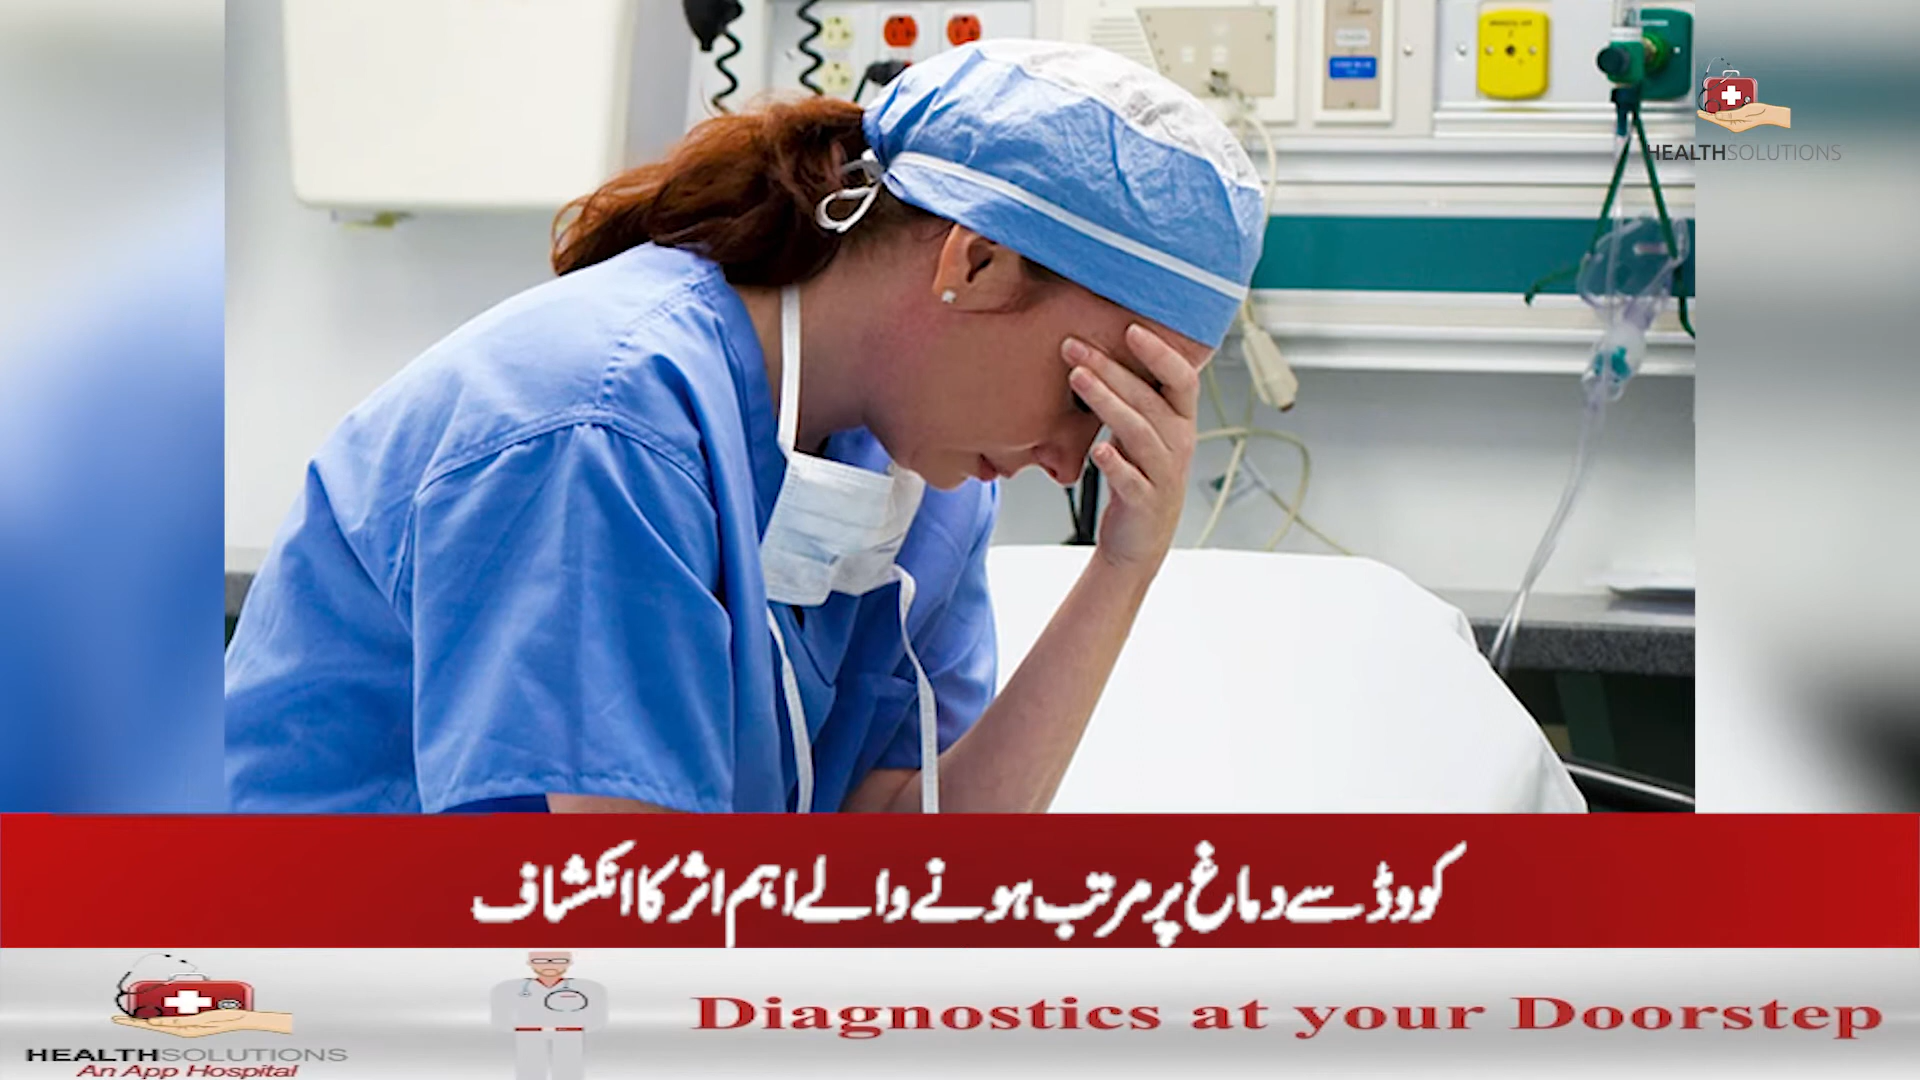 HEALTHSOLUTIONS
کووڈ سے دماغ پر مرتب ہونے والے اہم اثر کا انکشاف
Diagnostics at your Doorstep
HEALTHSOLUTIONS
An App Hospital